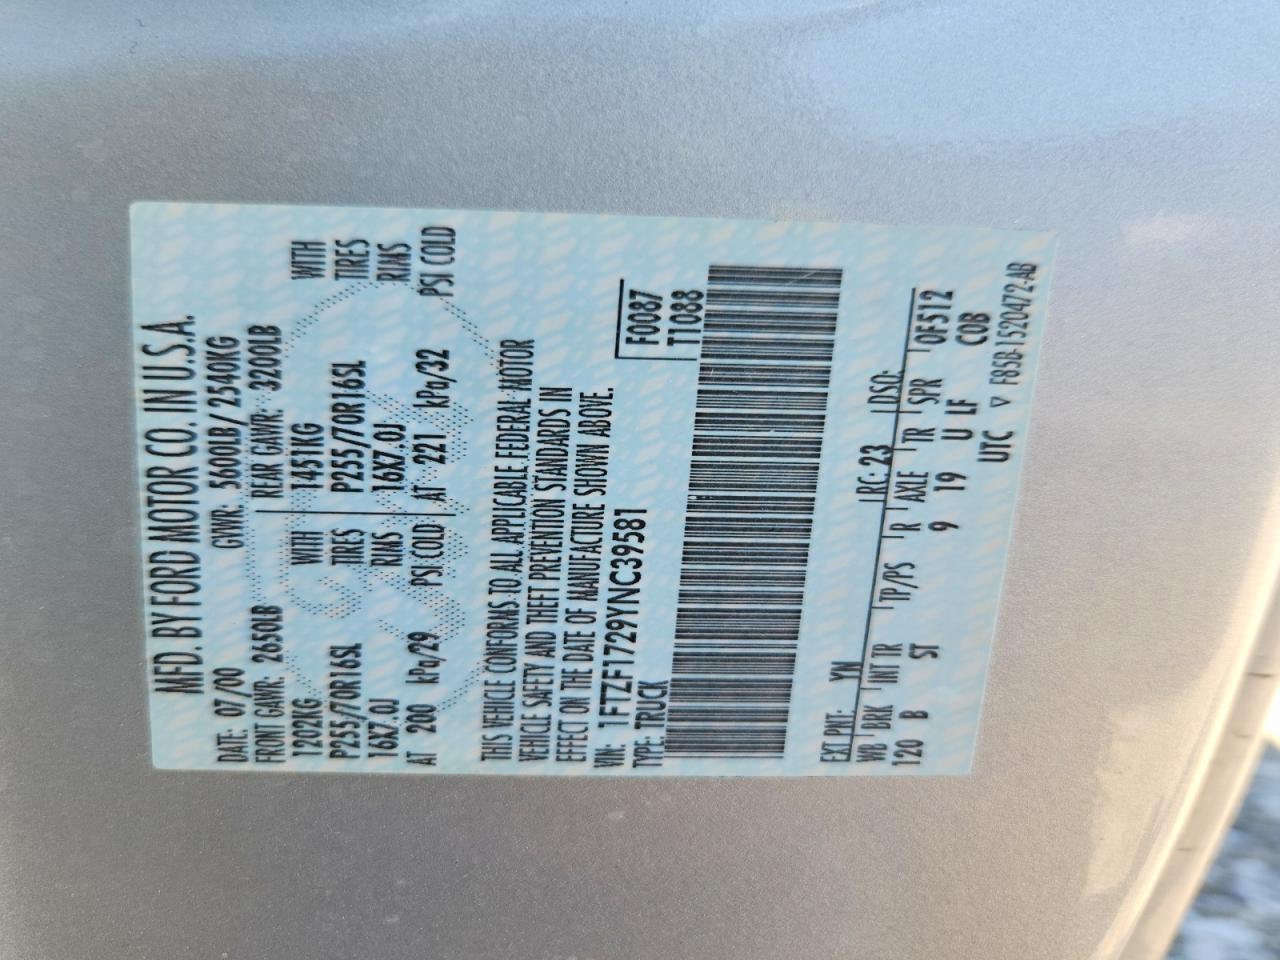 MFD. BY FORD MOTOR CO. IN U.S.A.
DATE: 07/00 GVWR: 5600LB/2540KG
FRONT GAWR: 2650LB REAR GAWR: 3200LB
1202KG WITH 1451KG WITH
P255/70R16SL TIRES P255/70R16SL TIRES
16X7.0J RIMS 16X7.0J RIMS
AT 200 kPa/29 PSI COLD AT 221 kPa/32 PSI COLD
THIS VEHICLE CONFORMS TO ALL APPLICABLE FEDERAL MOTOR
VEHICLE SAFETY AND THEFT PREVENTION STANDARDS IN
EFFECT ON THE DATE OF MANUFACTURE SHOWN ABOVE.
VIN: 1FTZF1729YNC39581 F0087
TYPE: TRUCK T1088
EXT PNT: YN RC: 23 DSO:
WB BRK INT TR TP/PS R AXLE TR SPR 0F512
120 B ST 9 19 U LF C0B
UTC ▽ F85B-1520472-AB